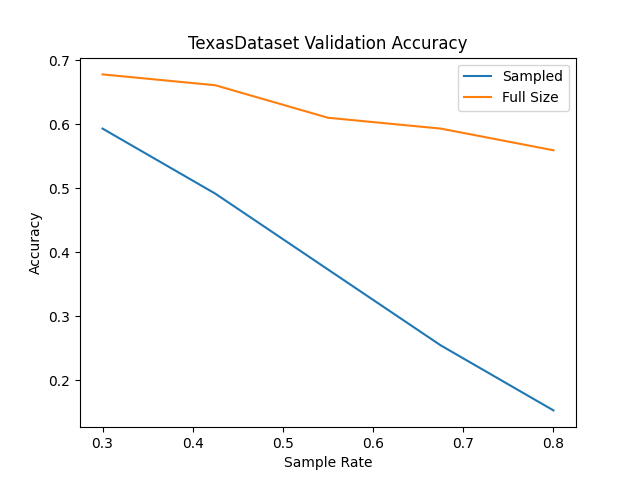 TexasDataset Validation Accuracy
Sampled
Full Size
Accuracy
0.7
0.6
0.5
0.4
0.3
0.2
0.3 0.4 0.5 0.6 0.7 0.8
Sample Rate